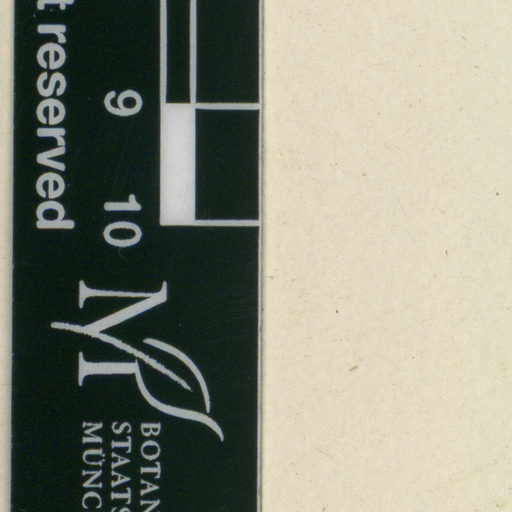 t reserved
9 10
M
BOTAN
STAATS
MÜNC